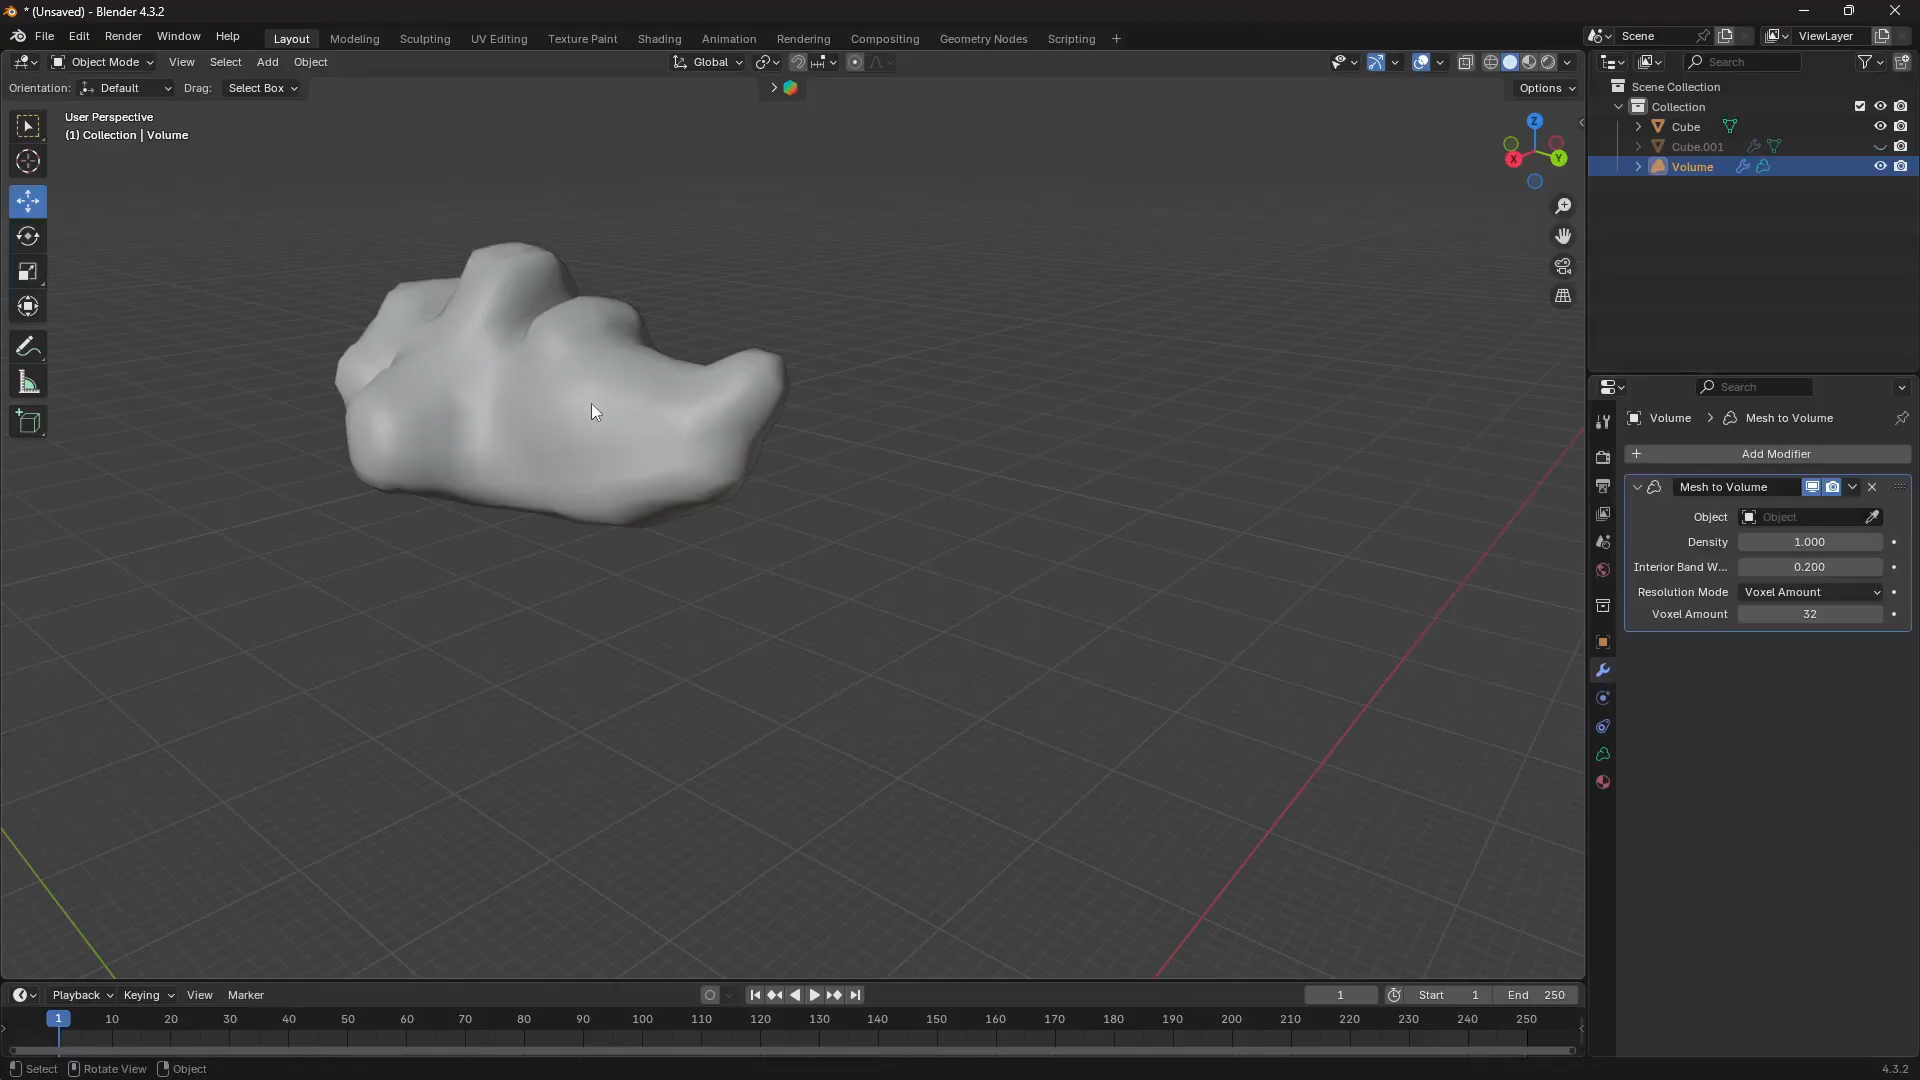 * (Unsaved) - Blender 4.3.2
File Edit Render Window Help Layout Modeling Sculpting UV Editing Texture Paint Shading Animation Rendering Compositing Geometry Nodes Scripting + Scene ViewLayer
Object Mode View Select Add Object Global Search
Orientation: Default Drag: Select Box Options
Scene Collection
Collection
Cube
Cube.001
Volume
User Perspective
(1) Collection | Volume
Z
X
Y
Search
Volume > Mesh to Volume
+ Add Modifier
Mesh to Volume
Object Object
Density 1.000
Interior Band W... 0.200
Resolution Mode Voxel Amount
Voxel Amount 32
Playback Keying View Marker 1 Start 1 End 250
1 10 20 30 40 50 60 70 80 90 100 110 120 130 140 150 160 170 180 190 200 210 220 230 240 250
Select Rotate View Object 4.3.2